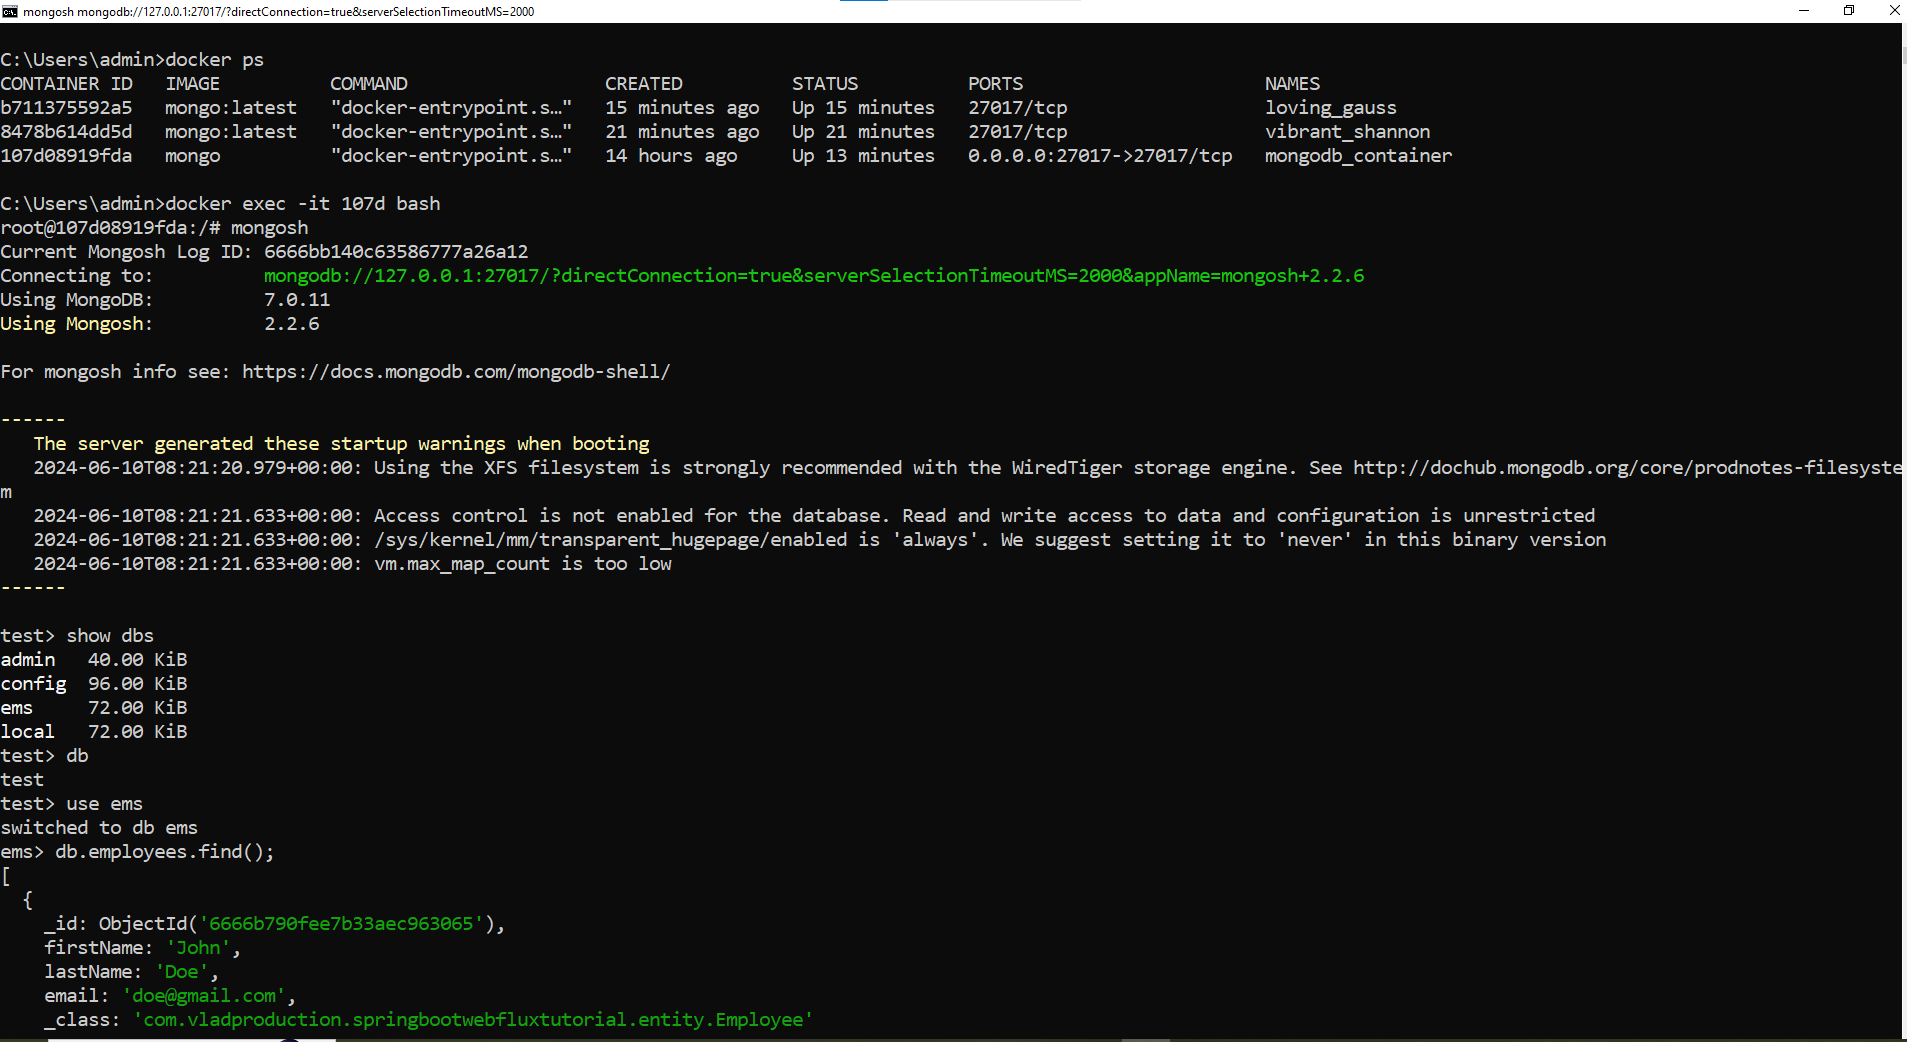 mongosh mongodb://127.0.0.1:27017/?directConnection=true&serverSelectionTimeoutMS=2000
C:\Users\admin>docker ps
CONTAINER ID   IMAGE          COMMAND                  CREATED          STATUS          PORTS                      NAMES
b711375592a5   mongo:latest   "docker-entrypoint.s…"   15 minutes ago   Up 15 minutes   27017/tcp                  loving_gauss
8478b614dd5d   mongo:latest   "docker-entrypoint.s…"   21 minutes ago   Up 21 minutes   27017/tcp                  vibrant_shannon
107d08919fda   mongo          "docker-entrypoint.s…"   14 hours ago     Up 13 minutes   0.0.0.0:27017->27017/tcp   mongodb_container
C:\Users\admin>docker exec -it 107d bash
root@107d08919fda:/# mongosh
Current Mongosh Log ID: 6666bb140c63586777a26a12
Connecting to:          mongodb://127.0.0.1:27017/?directConnection=true&serverSelectionTimeoutMS=2000&appName=mongosh+2.2.6
Using MongoDB:          7.0.11
Using Mongosh:          2.2.6
For mongosh info see: https://docs.mongodb.com/mongodb-shell/
------
   The server generated these startup warnings when booting
   2024-06-10T08:21:20.979+00:00: Using the XFS filesystem is strongly recommended with the WiredTiger storage engine. See http://dochub.mongodb.org/core/prodnotes-filesyste
m
   2024-06-10T08:21:21.633+00:00: Access control is not enabled for the database. Read and write access to data and configuration is unrestricted
   2024-06-10T08:21:21.633+00:00: /sys/kernel/mm/transparent_hugepage/enabled is 'always'. We suggest setting it to 'never' in this binary version
   2024-06-10T08:21:21.633+00:00: vm.max_map_count is too low
------
test> show dbs
admin   40.00 KiB
config  96.00 KiB
ems     72.00 KiB
local   72.00 KiB
test> db
test
test> use ems
switched to db ems
ems> db.employees.find();
[
  {
    _id: ObjectId('6666b790fee7b33aec963065'),
    firstName: 'John',
    lastName: 'Doe',
    email: 'doe@gmail.com',
    _class: 'com.vladproduction.springbootwebfluxtutorial.entity.Employee'